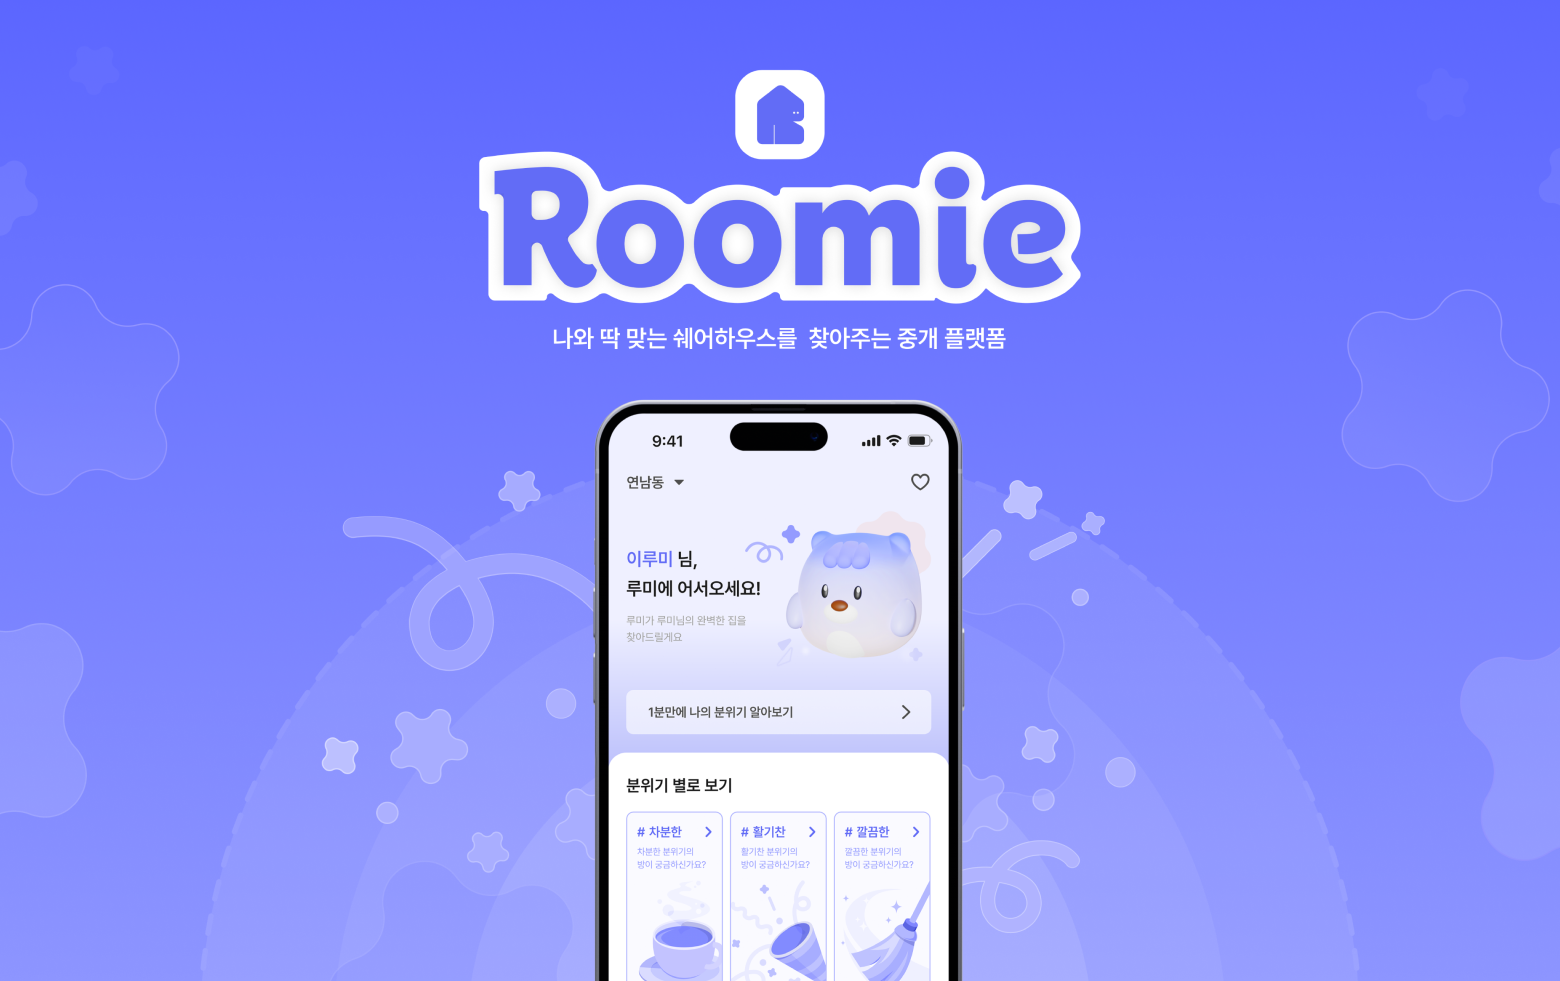 Roomie
나와 딱 맞는 쉐어하우스를 찾아주는 중개 플랫폼
9:41
연남동
이루미 님,
루미에 어서오세요!
루미가 루미님의 완벽한 집을
찾아드릴게요
1분만에 나의 분위기 알아보기
분위기 별로 보기
# 차분한
차분한 분위기의
방이 궁금하신가요?
# 활기찬
활기찬 분위기의
방이 궁금하신가요?
# 깔끔한
깔끔한 분위기의
방이 궁금하신가요?